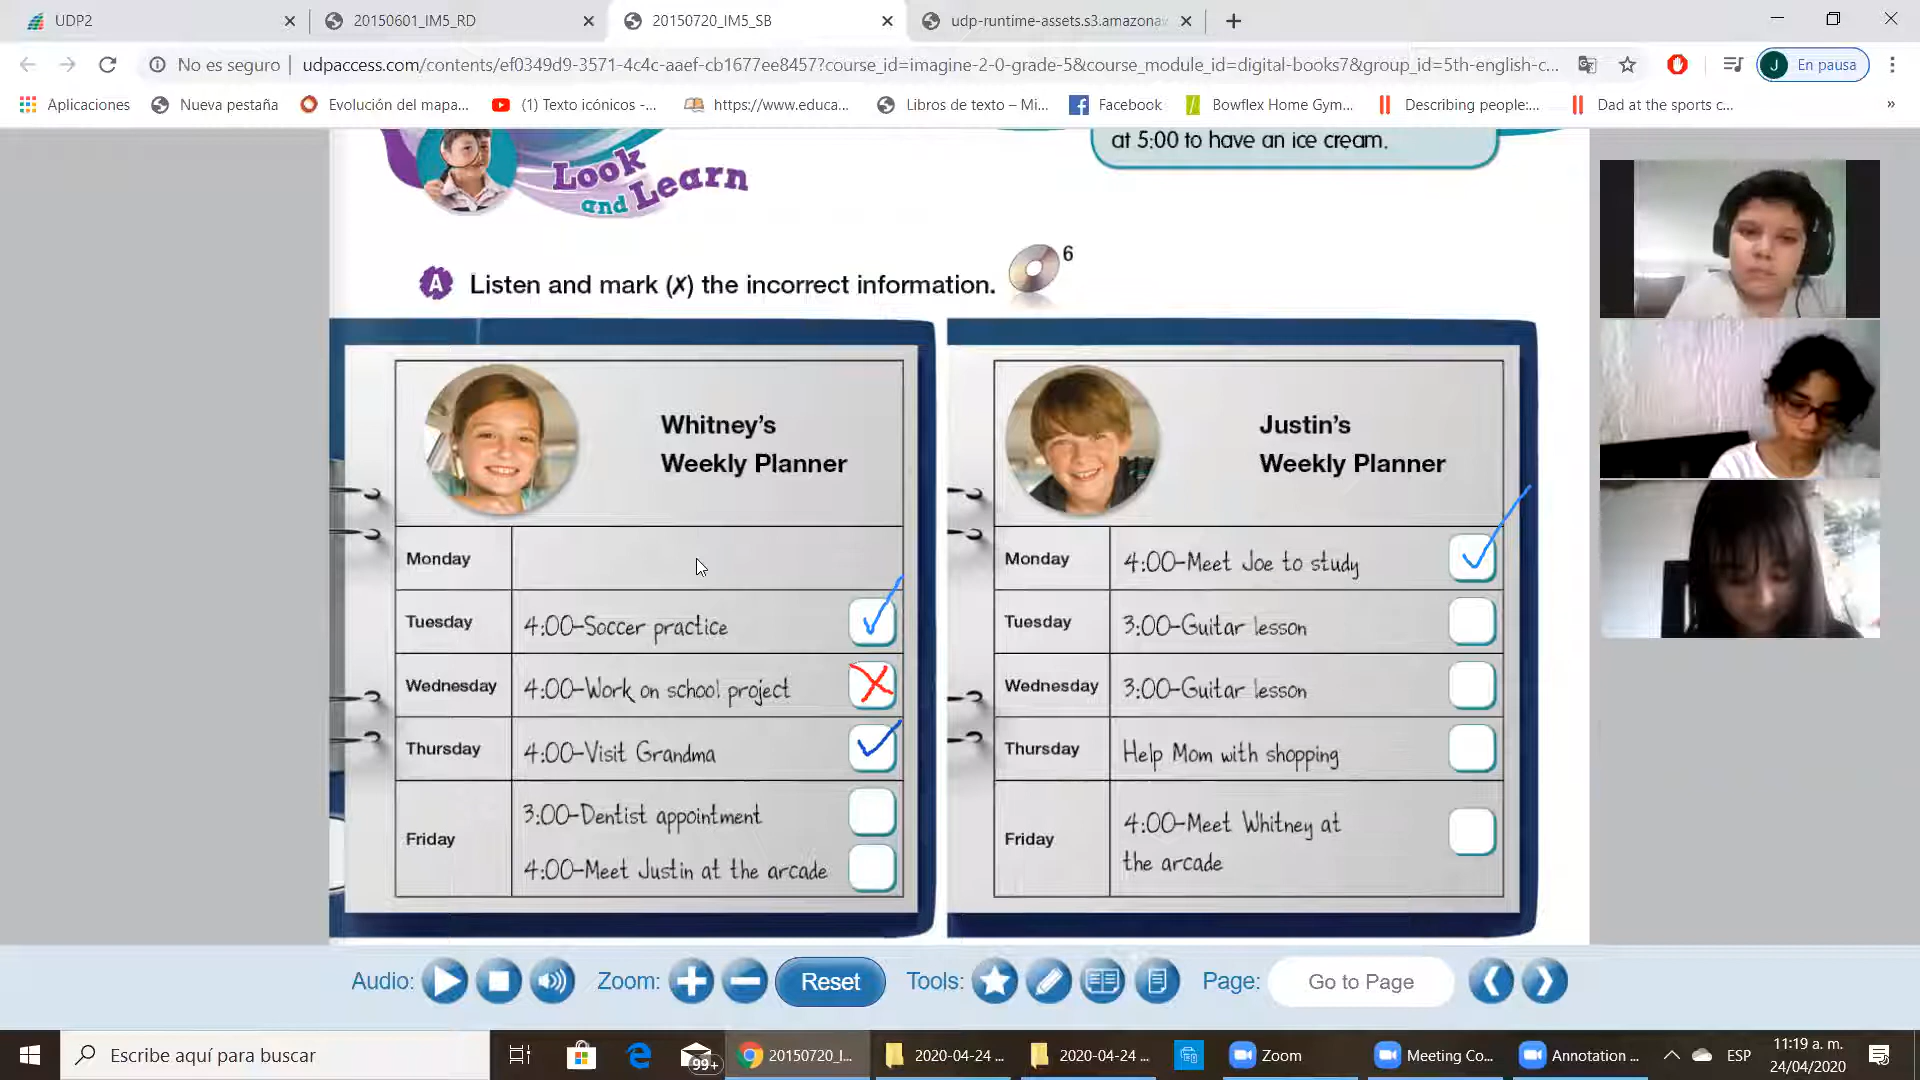 UDP2
20150601_IM5_RD
20150720_IM5_SB
udp-runtime-assets.s3.amazonav
No es seguro
udpaccess.com/contents/ef0349d9-3571-4c4c-aaef-cb1677ee8457?course_id=imagine-2-0-grade-5&course_module_id=digital-books7&group_id=5th-english-c...
J En pausa
Aplicaciones
Nueva pestaña
Evolución del mapa...
(1) Texto icónicos -...
https://www.educa...
Libros de texto – Mi...
Facebook
Bowflex Home Gym...
Describing people:...
Dad at the sports c...
»
at 5:00 to have an ice cream.
Look
and Learn
A Listen and mark (✗) the incorrect information.
6
Whitney's
Weekly Planner
Monday
Tuesday 4:00-Soccer practice
Wednesday 4:00-Work on school project
Thursday 4:00-Visit Grandma
Friday
3:00-Dentist appointment
4:00-Meet Justin at the arcade
Justin's
Weekly Planner
Monday 4:00-Meet Joe to study
Tuesday 3:00-Guitar lesson
Wednesday 3:00-Guitar lesson
Thursday Help Mom with shopping
Friday
4:00-Meet Whitney at
the arcade
Audio:
Zoom:
Reset
Tools:
Page:
Go to Page
Escribe aquí para buscar
99+
20150720_I...
2020-04-24 ...
2020-04-24 ...
Zoom
Meeting Co...
Annotation ...
ESP
11:19 a. m.
24/04/2020